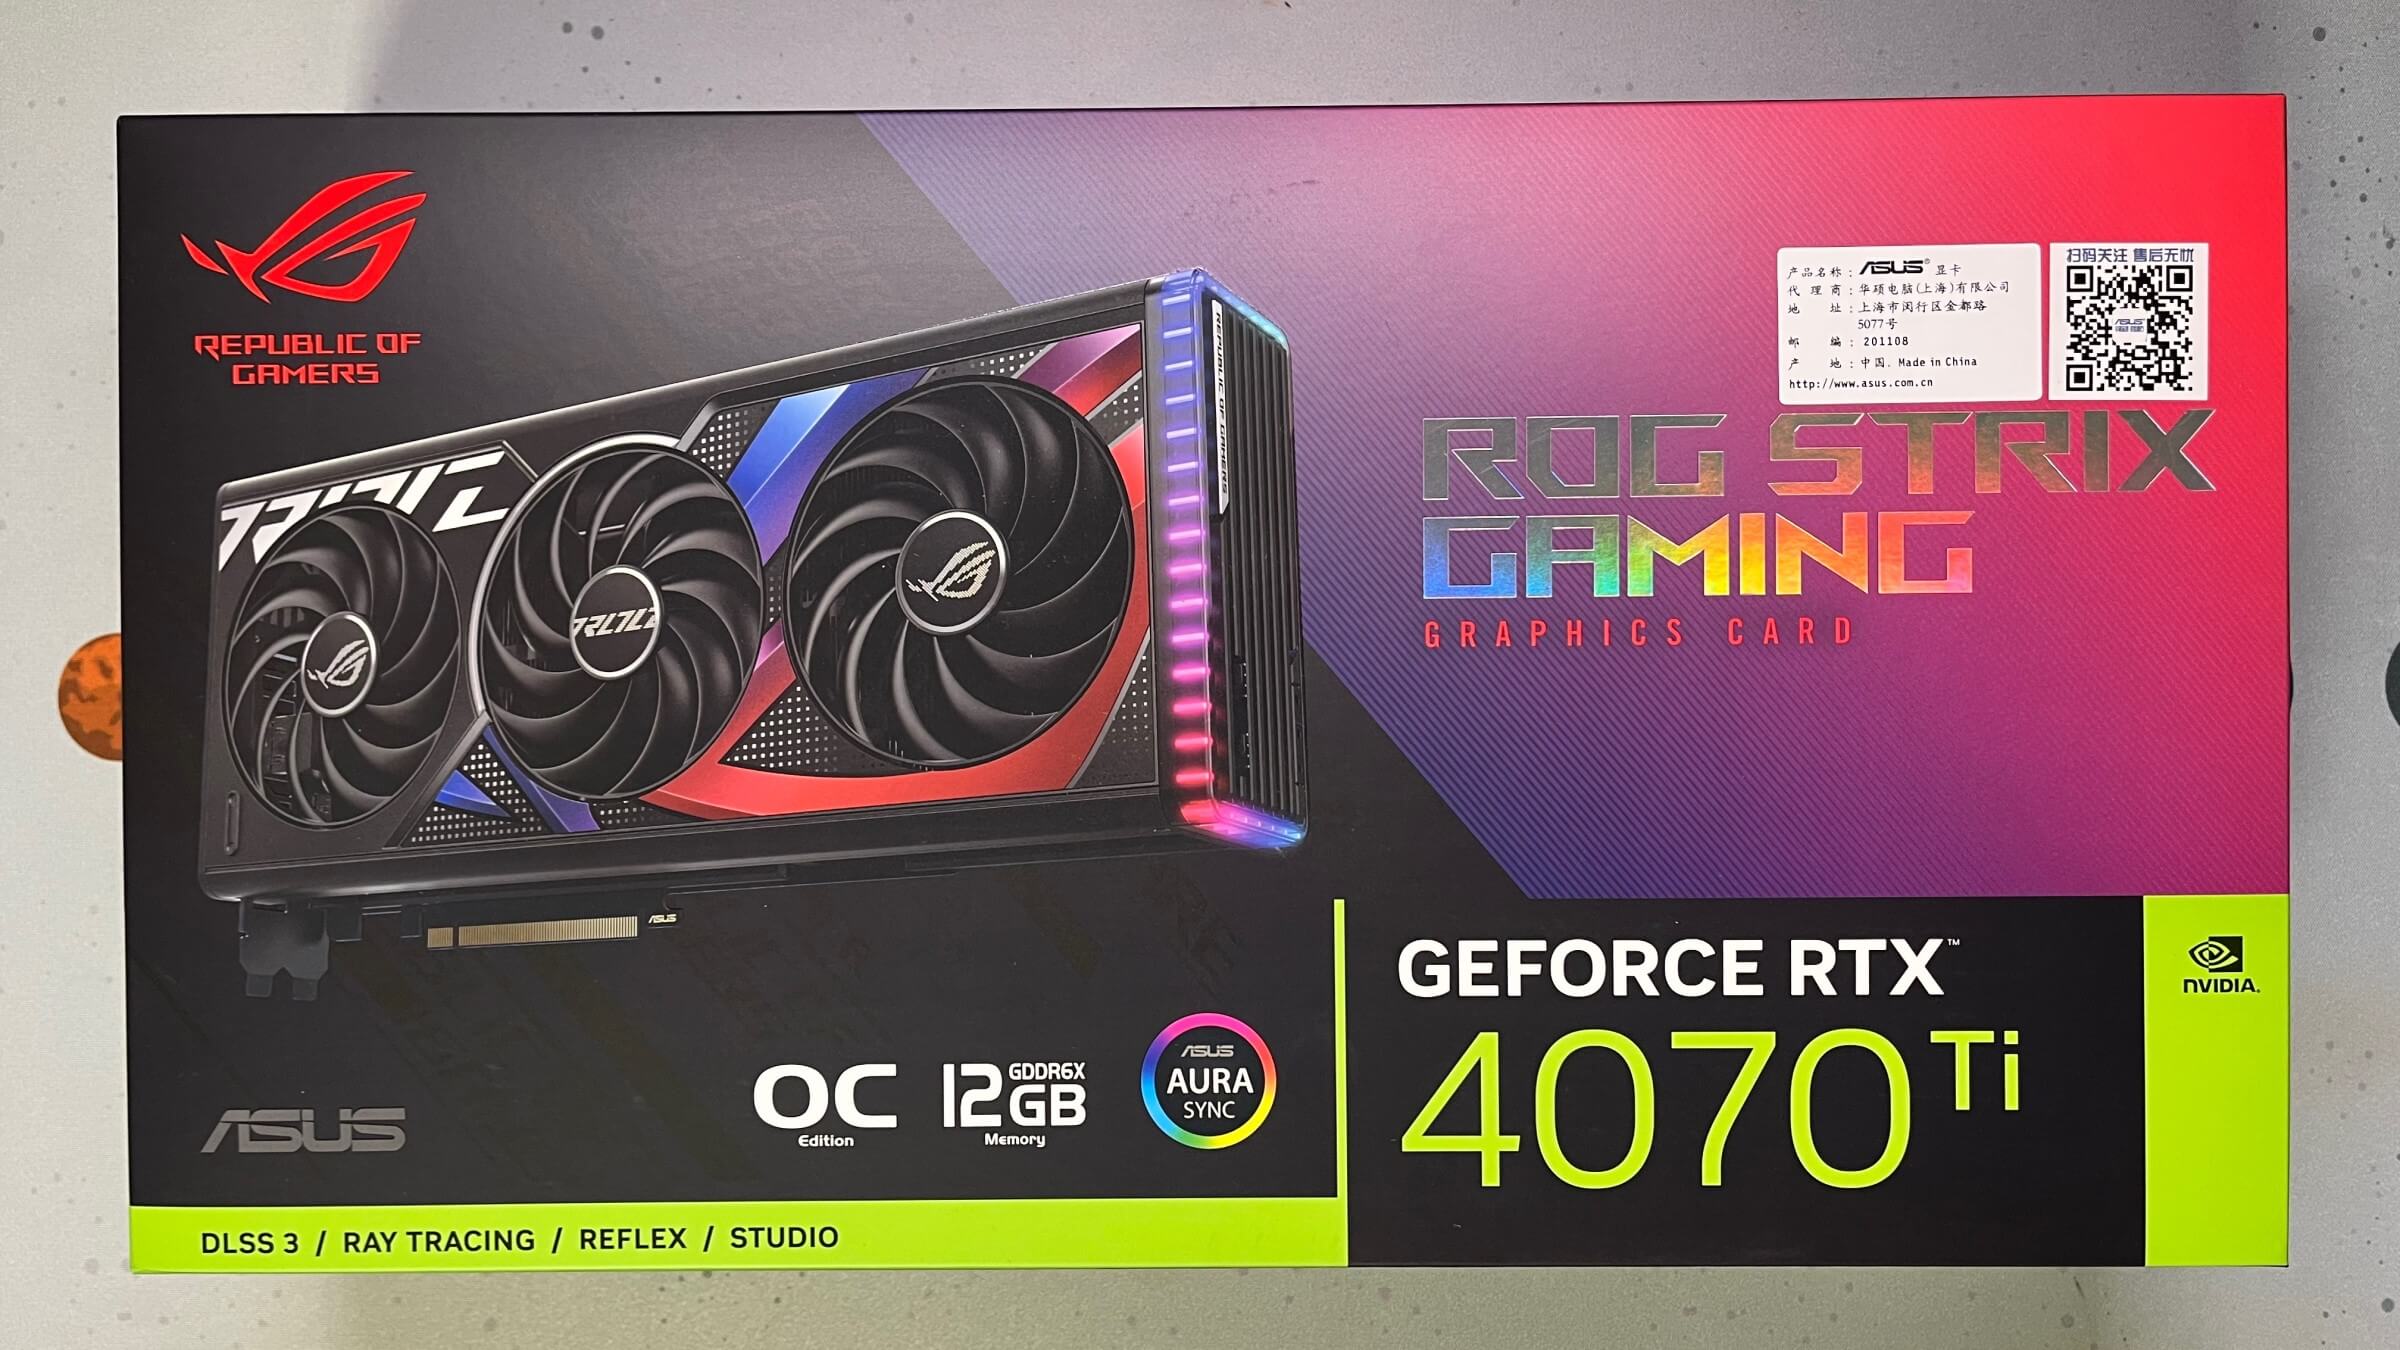 REPUBLIC OF
GAMERS
REPUBLIC OF GAMERS
ASUS
产品名称：ASUS® 显卡
代 理 商：华硕电脑(上海)有限公司
地 址：上海市闵行区金都路
5077号
邮 编：201108
产 地：中国. Made in China
http://www.asus.com.cn
扫码关注 售后无忧
ASUS
ROG STRIX
GAMING
GRAPHICS CARD
GEFORCE RTX™
4070 Ti
NVIDIA.
OC
Edition
12GB
GDDR6X
Memory
ASUS
AURA
SYNC
ASUS
DLSS 3 / RAY TRACING / REFLEX / STUDIO